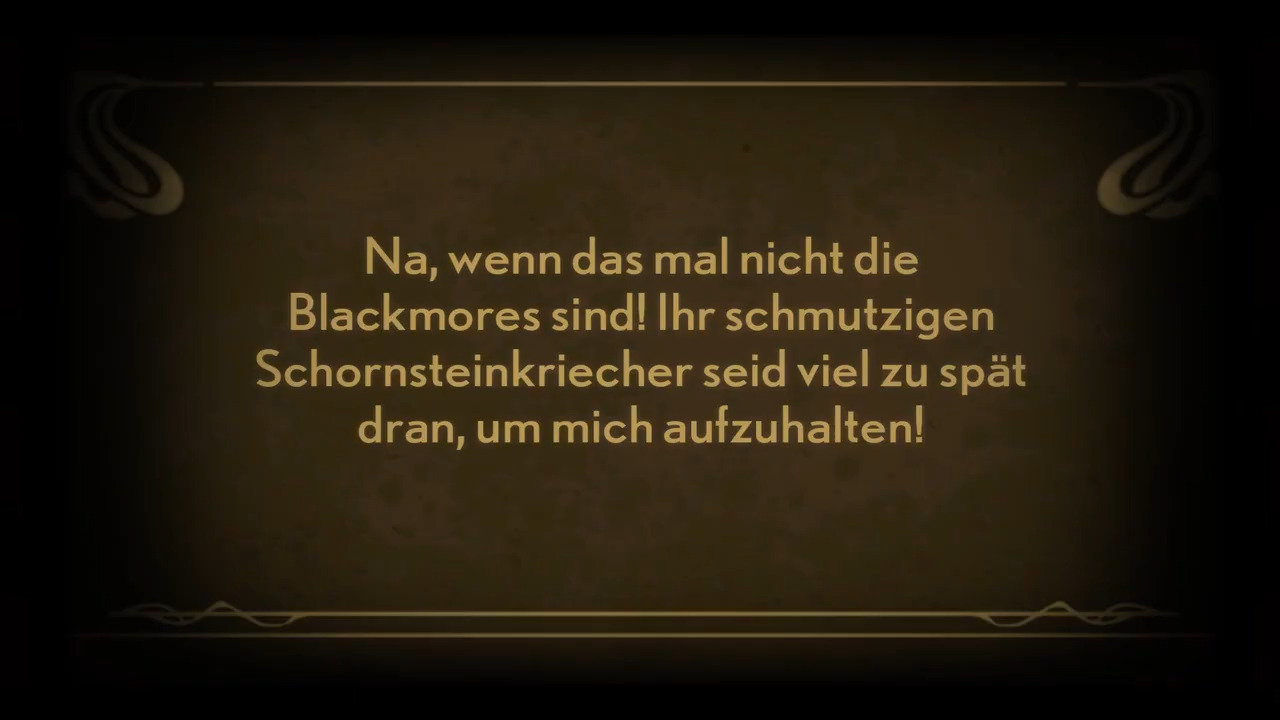 Na, wenn das mal nicht die
Blackmores sind! Ihr schmutzigen
Schornsteinkriecher seid viel zu spät
dran, um mich aufzuhalten!